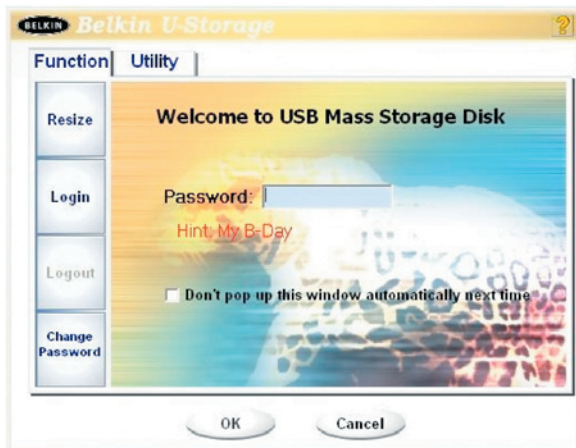 BELKIN Belkin U-Storage ?
Function Utility
Resize
Login
Logout
Change
Password
Welcome to USB Mass Storage Disk
Password:
Hint: My B-Day
Don't pop up this window automatically next time
OK Cancel